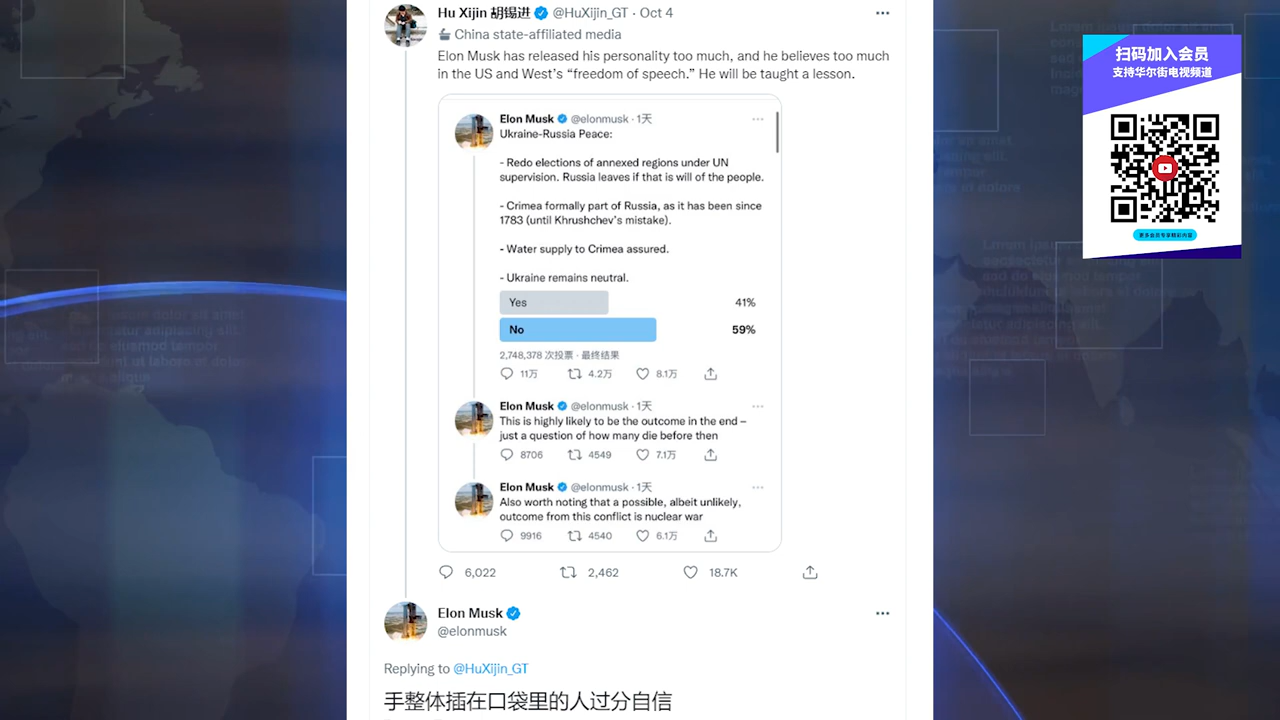 Hu Xijin 胡锡进 @HuXijin_GT · Oct 4
China state-affiliated media
Elon Musk has released his personality too much, and he believes too much
in the US and West's “freedom of speech.” He will be taught a lesson.
Elon Musk @elonmusk · 1天
Ukraine-Russia Peace:
- Redo elections of annexed regions under UN
supervision. Russia leaves if that is will of the people.
- Crimea formally part of Russia, as it has been since
1783 (until Khrushchev's mistake).
- Water supply to Crimea assured.
- Ukraine remains neutral.
Yes 41%
No 59%
2,748,378 次投票 · 最终结果
11万 4.2万 8.1万
Elon Musk @elonmusk · 1天
This is highly likely to be the outcome in the end –
just a question of how many die before then
8706 4549 7.1万
Elon Musk @elonmusk · 1天
Also worth noting that a possible, albeit unlikely,
outcome from this conflict is nuclear war
9916 4540 6.1万
6,022 2,462 18.7K
Elon Musk
@elonmusk
Replying to @HuXijin_GT
手整体插在口袋里的人过分自信
扫码加入会员
支持华尔街电视频道
更多会员专享精彩内容